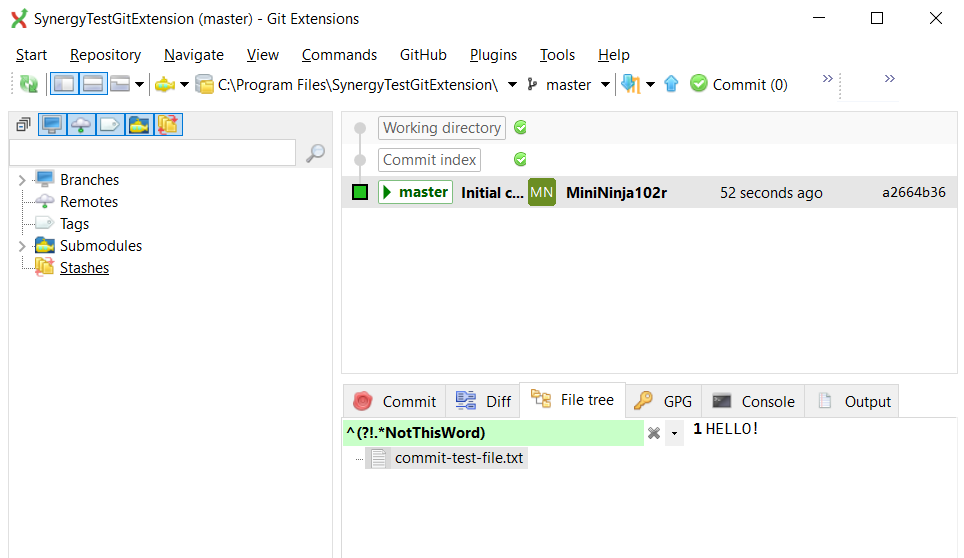 SynergyTestGitExtension (master) - Git Extensions
Start Repository Navigate View Commands GitHub Plugins Tools Help
C:\Program Files\SynergyTestGitExtension\ master Commit (0) » »
Working directory
Commit index
master Initial c... MN MiniNinja102r 52 seconds ago a2664b36
Branches
Remotes
Tags
Submodules
Stashes
Commit Diff File tree GPG Console Output
^(?!.*NotThisWord)
1 HELLO!
commit-test-file.txt